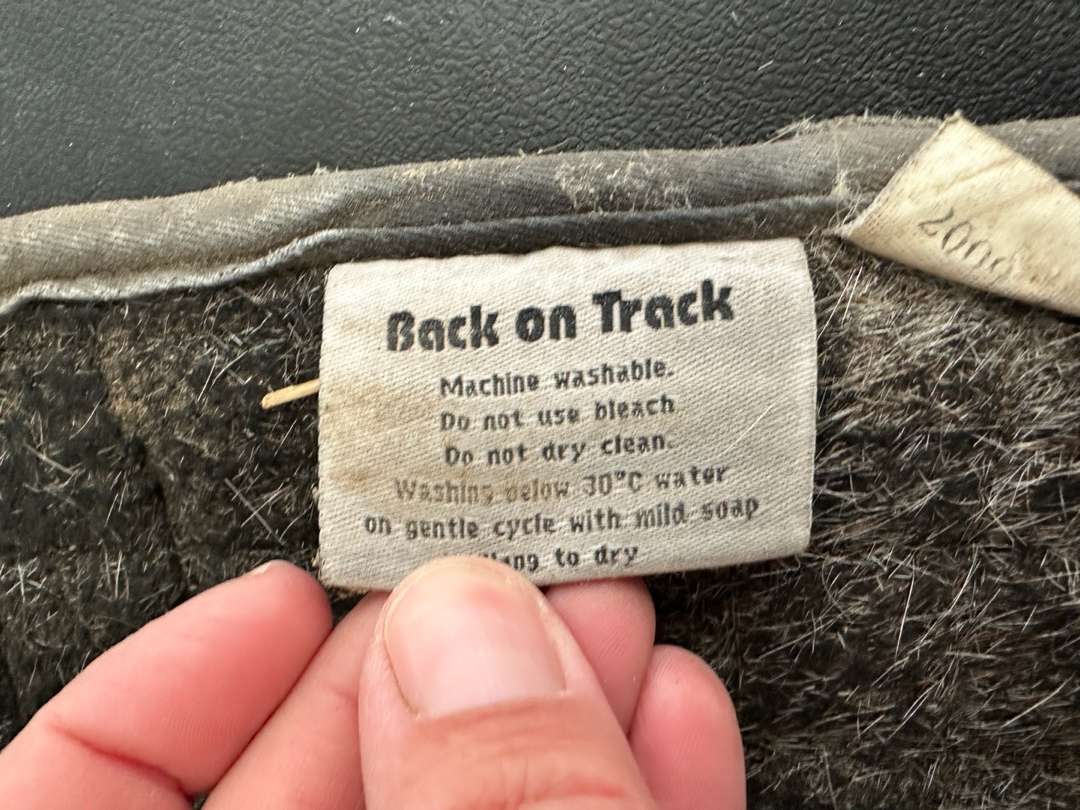 Back on Track
Machine washable.
Do not use bleach
Do not dry clean.
Washing below 30°C water
on gentle cycle with mild soap
to dry